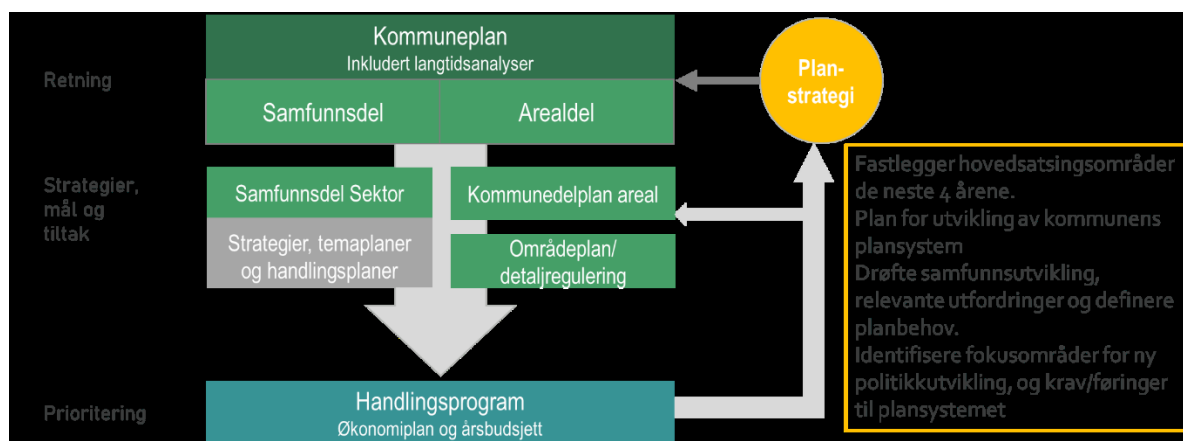 Kommuneplan
Inkludert langtidsanalyser
Retning
Samfunnsdel
Arealdel
Plan-
strategi
Strategier,
mål og
tiltak
Samfunnsdel Sektor
Kommunedelplan areal
Strategier, temaplaner
og handlingsplaner
Områdeplan/
detaljregulering
Fastlegger hovedsatsingsområder
de neste 4 årene.
Plan for utvikling av kommunens
plansystem
Drøfte samfunnsutvikling,
relevante utfordringer og definere
planbehov.
Identifisere fokusområder for ny
politikkutvikling, og krav/føringer
til plansystemet
Prioritering
Handlingsprogram
Økonomiplan og årsbudsjett